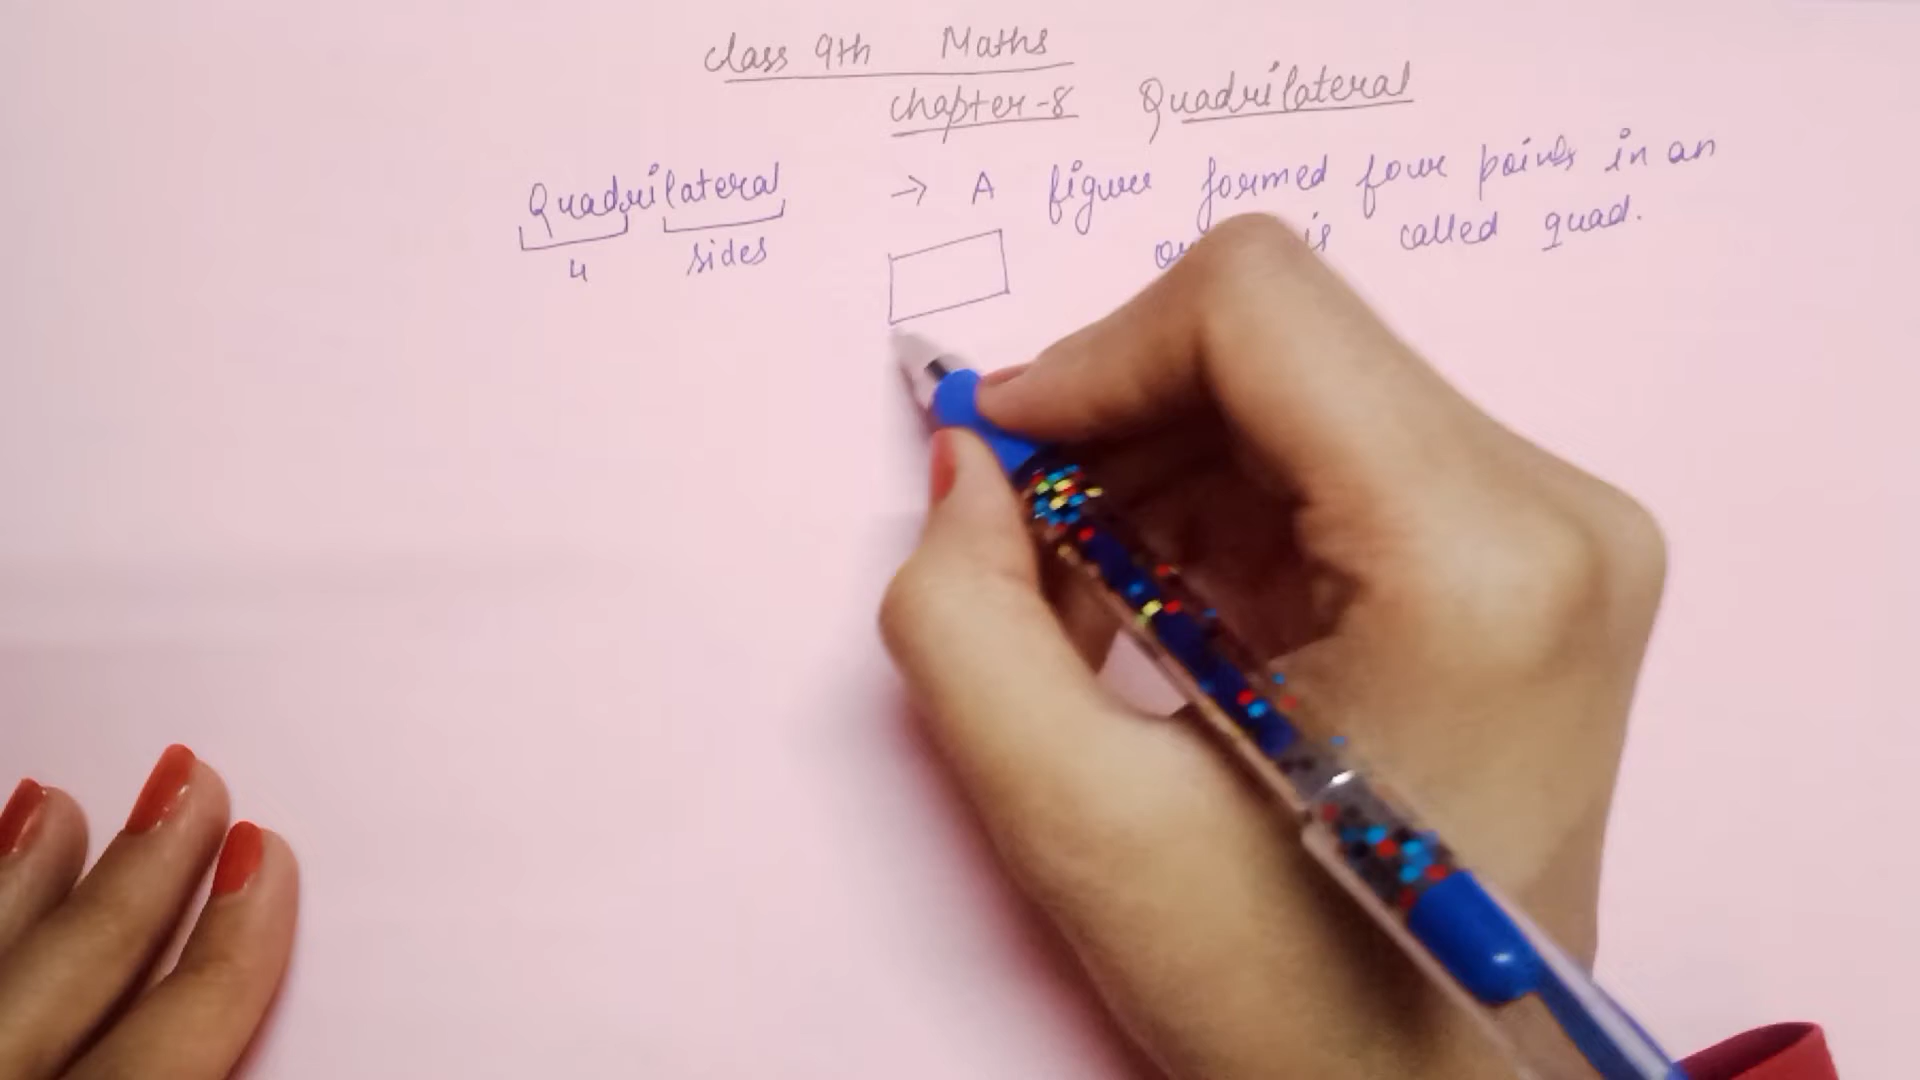 Class 9th Maths
Chapter-8 Quadrilateral
Quadrilateral → A figure formed four points in an
is called quad.
4 sides